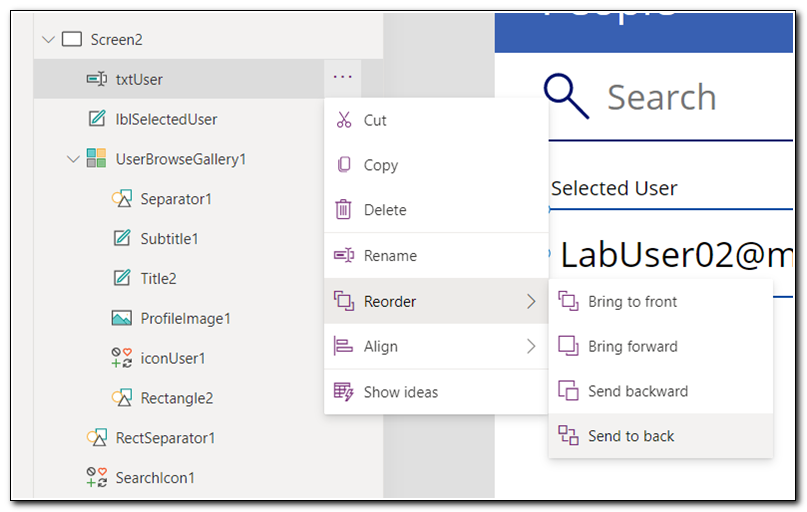 Screen2
txtUser
lblSelectedUser
UserBrowseGallery1
Separator1
Subtitle1
Title2
ProfileImage1
iconUser1
Rectangle2
RectSeparator1
SearchIcon1
Cut
Copy
Delete
Rename
Reorder
Align
Show ideas
Bring to front
Bring forward
Send backward
Send to back
People
Search
Selected User
LabUser02@m